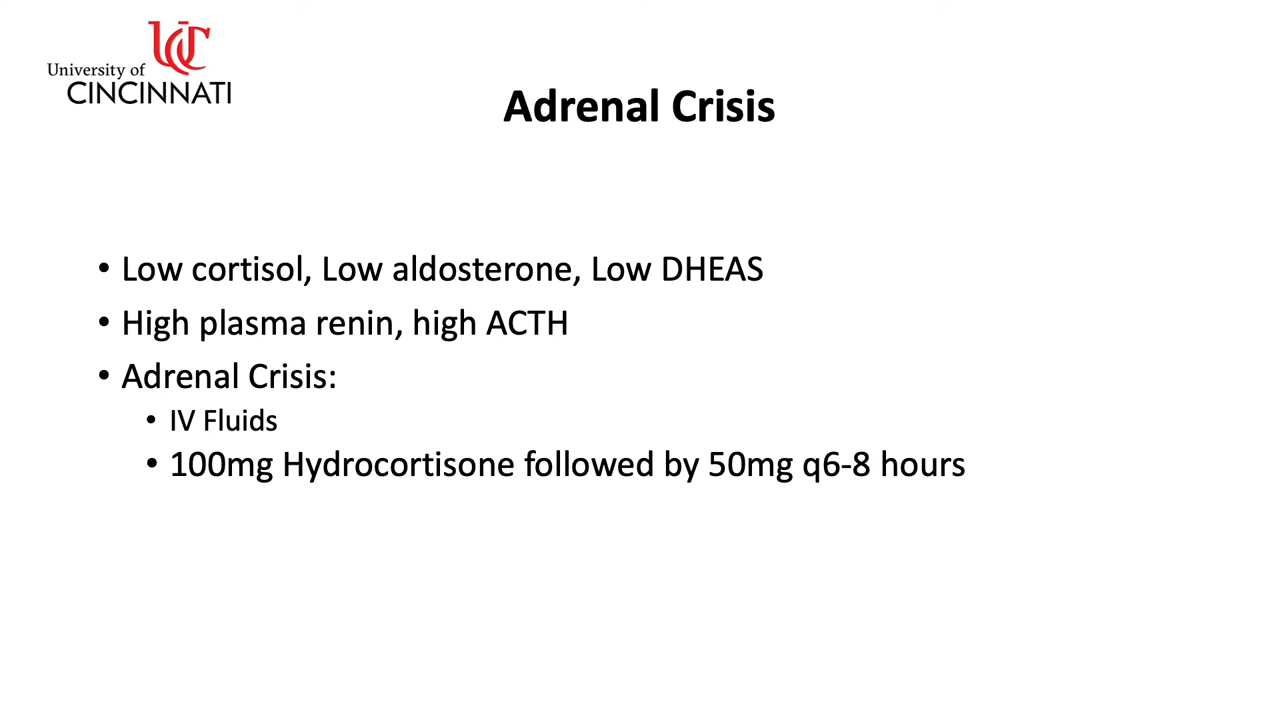 University of
CINCINNATI
Adrenal Crisis
• Low cortisol, Low aldosterone, Low DHEAS
• High plasma renin, high ACTH
• Adrenal Crisis:
• IV Fluids
• 100mg Hydrocortisone followed by 50mg q6-8 hours